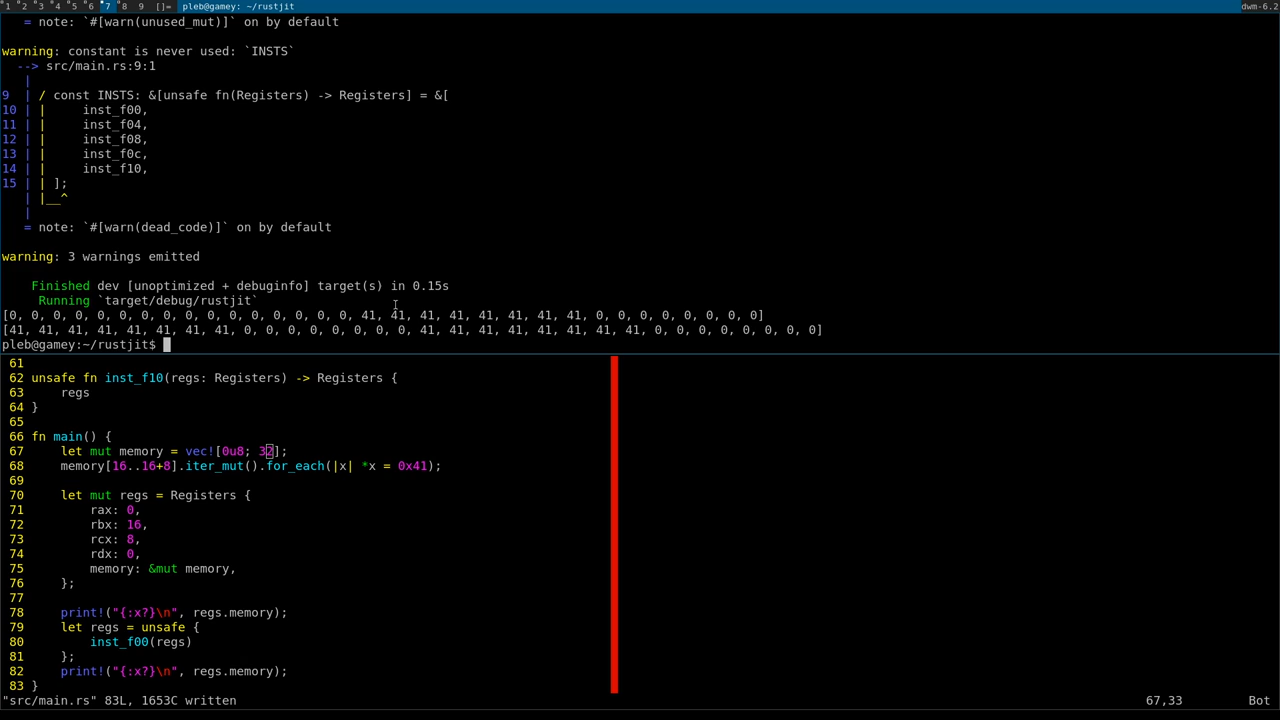 1 2 3 4 5 6 7 8 9 []= pleb@gamey: ~/rustjit dwm-6.2
= note: `#[warn(unused_mut)]` on by default
warning: constant is never used: `INSTS`
--> src/main.rs:9:1
|
9 | / const INSTS: &[unsafe fn(Registers) -> Registers] = &[
10 | | inst_f00,
11 | | inst_f04,
12 | | inst_f08,
13 | | inst_f0c,
14 | | inst_f10,
15 | | ];
| |__^
|
= note: `#[warn(dead_code)]` on by default
warning: 3 warnings emitted
Finished dev [unoptimized + debuginfo] target(s) in 0.15s
Running `target/debug/rustjit`
[0, 0, 0, 0, 0, 0, 0, 0, 0, 0, 0, 0, 0, 0, 0, 0, 41, 41, 41, 41, 41, 41, 41, 41, 0, 0, 0, 0, 0, 0, 0, 0]
[41, 41, 41, 41, 41, 41, 41, 41, 0, 0, 0, 0, 0, 0, 0, 0, 41, 41, 41, 41, 41, 41, 41, 41, 0, 0, 0, 0, 0, 0, 0, 0]
pleb@gamey:~/rustjit$
61
62 unsafe fn inst_f10(regs: Registers) -> Registers {
63 regs
64 }
65
66 fn main() {
67 let mut memory = vec![0u8; 32];
68 memory[16..16+8].iter_mut().for_each(|x| *x = 0x41);
69
70 let mut regs = Registers {
71 rax: 0,
72 rbx: 16,
73 rcx: 8,
74 rdx: 0,
75 memory: &mut memory,
76 };
77
78 print!("{:x?}\n", regs.memory);
79 let regs = unsafe {
80 inst_f00(regs)
81 };
82 print!("{:x?}\n", regs.memory);
83 }
"src/main.rs" 83L, 1653C written 67,33 Bot